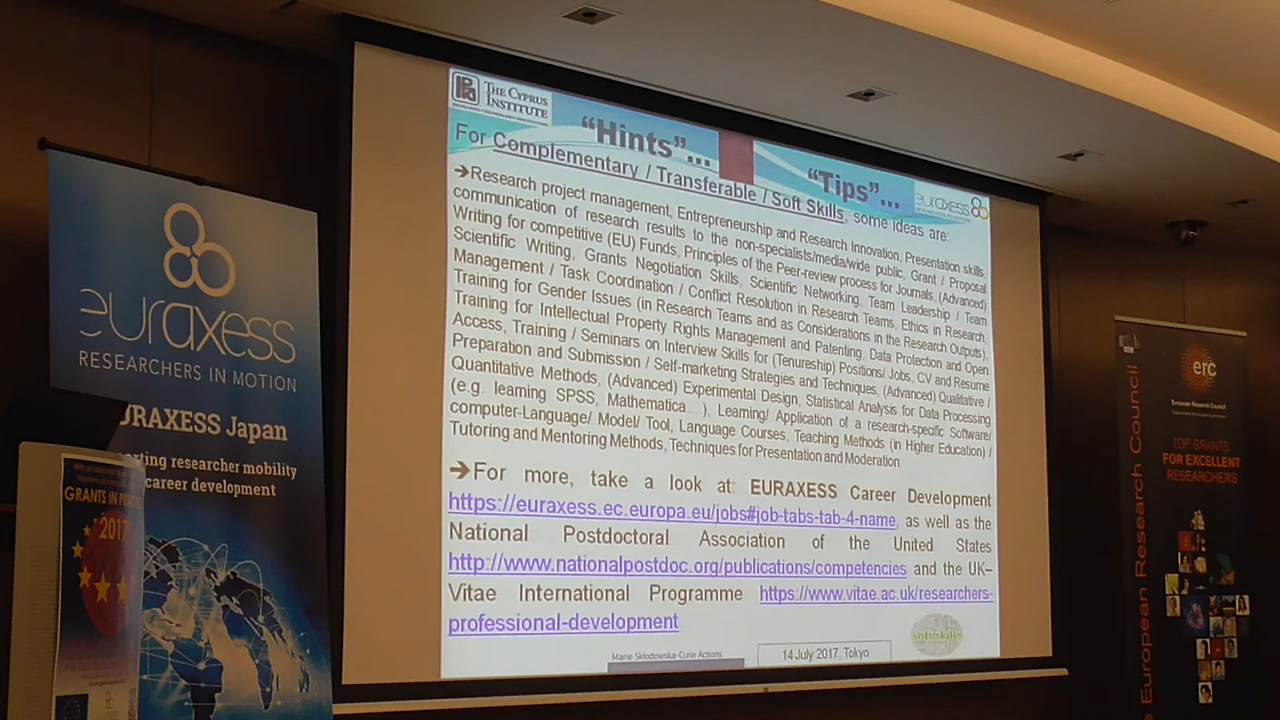 THE CYPRUS
INSTITUTE
“Hints”...
“Tips”...
euraxess
RESEARCHERS IN MOTION
For Complementary / Transferable / Soft Skills, some ideas are:
➔Research project management, Entrepreneurship and Research Innovation, Presentation skills,
communication of research results to the non-specialists/media/wide public, Grant / Proposal
Writing for competitive (EU) Funds, Principles of the Peer-review process for Journals, (Advanced)
Scientific Writing, Grants Negotiation Skills, Scientific Networking, Team Leadership / Team
Management / Task Coordination / Conflict Resolution in Research Teams, Ethics in Research,
Training for Gender Issues (in Research Teams and as Considerations in the Research Outputs),
Training for Intellectual Property Rights Management and Patenting, Data Protection and Open
Access, Training / Seminars on Interview Skills for (Tenureship) Positions/ Jobs, CV and Resume
Preparation and Submission / Self-marketing Strategies and Techniques, (Advanced) Qualitative /
Quantitative Methods, (Advanced) Experimental Design, Statistical Analysis for Data Processing
(e.g. learning SPSS, Mathematica... ), Learning/ Application of a research-specific Software/
computer-Language/ Model/ Tool, Language Courses, Teaching Methods (in Higher Education) /
Tutoring and Mentoring Methods, Techniques for Presentation and Moderation
➔For more, take a look at: EURAXESS Career Development
https://euraxess.ec.europa.eu/jobs#job-tabs-tab-4-name, as well as the
National Postdoctoral Association of the United States
http://www.nationalpostdoc.org/publications/competencies and the UK–
Vitae International Programme https://www.vitae.ac.uk/researchers-
professional-development
softskills
Marie Skłodowska-Curie Actions
14 July 2017, Tokyo
euraxess
RESEARCHERS IN MOTION
URAXESS Japan
rting researcher mobility
career development
GRANTS IN PRA
2017
European Research Council
erc
European Research Council
TOP GRANTS
FOR EXCELLENT
RESEARCHERS